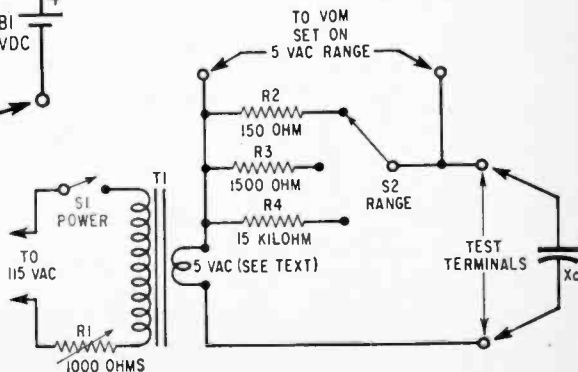 +
B1
VDC
TO VOM
SET ON
5 VAC RANGE
R2
150 OHM
R3
1500 OHM
R4
15 KILOHM
S2
RANGE
T1
S1
POWER
TO
115 VAC
5 VAC (SEE TEXT)
R1
1000 OHMS
TEST
TERMINALS